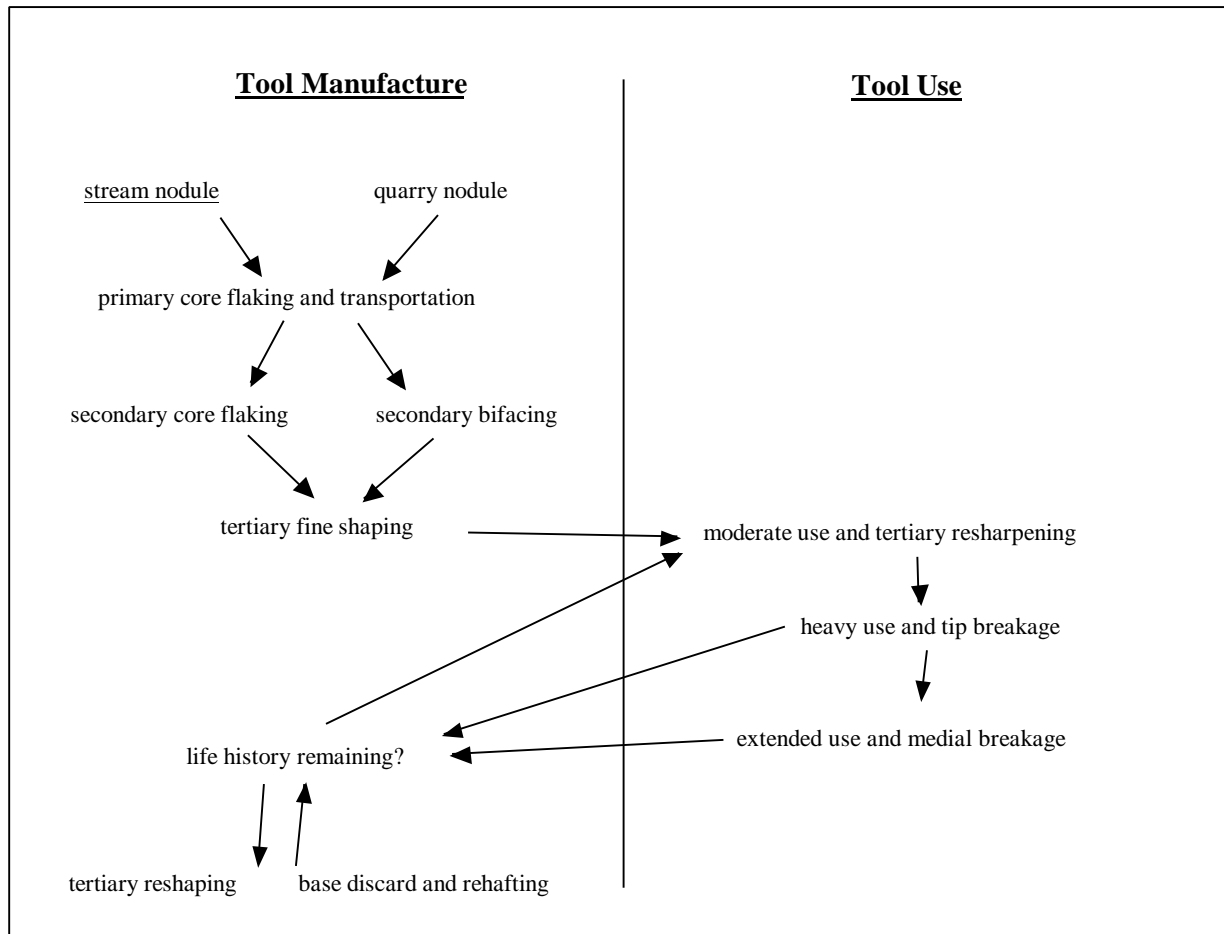 Tool Manufacture
Tool Use
stream nodule
quarry nodule
primary core flaking and transportation
secondary core flaking
secondary bifacing
tertiary fine shaping
moderate use and tertiary resharpening
heavy use and tip breakage
extended use and medial breakage
life history remaining?
tertiary reshaping
base discard and rehafting